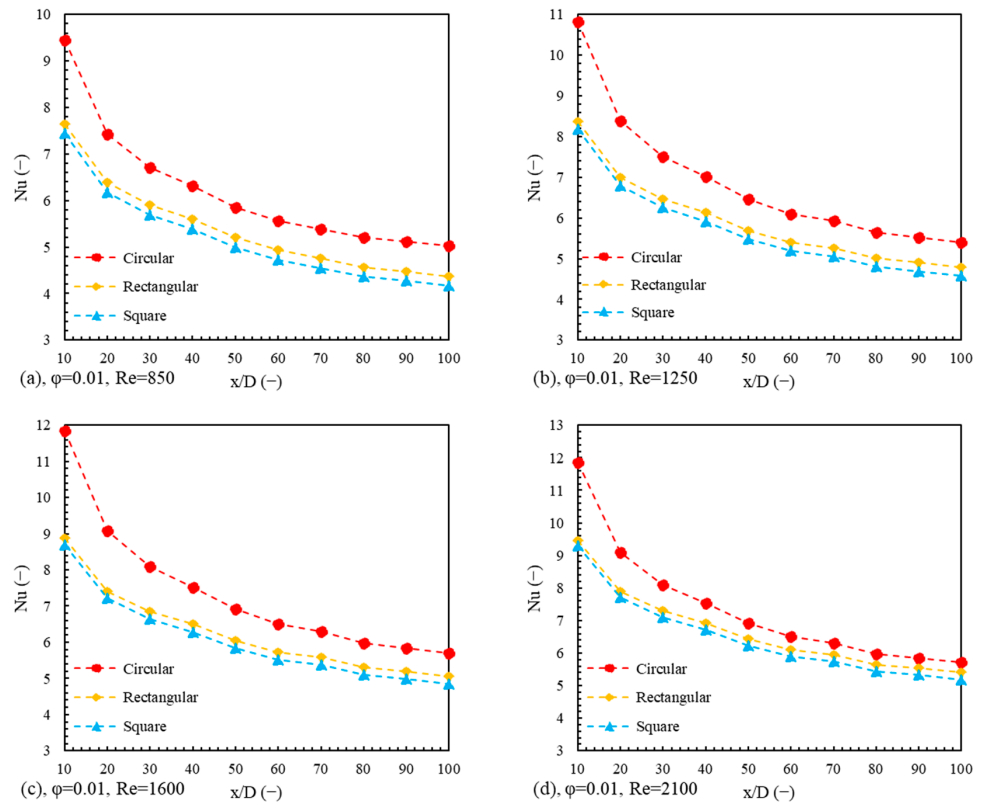 10
9
8
7
6
5
4
3
Nu (−)
Circular
Rectangular
Square
10 20 30 40 50 60 70 80 90 100
(a), φ=0.01, Re=850 x/D (−)
11
10
9
8
7
6
5
4
3
Nu (−)
Circular
Rectangular
Square
10 20 30 40 50 60 70 80 90 100
(b), φ=0.01, Re=1250 x/D (−)
12
11
10
9
8
7
6
5
4
3
Nu (−)
Circular
Rectangular
Square
10 20 30 40 50 60 70 80 90 100
(c), φ=0.01, Re=1600 x/D (−)
13
12
11
10
9
8
7
6
5
4
3
Nu (−)
Circular
Rectangular
Square
10 20 30 40 50 60 70 80 90 100
(d), φ=0.01, Re=2100 x/D (−)